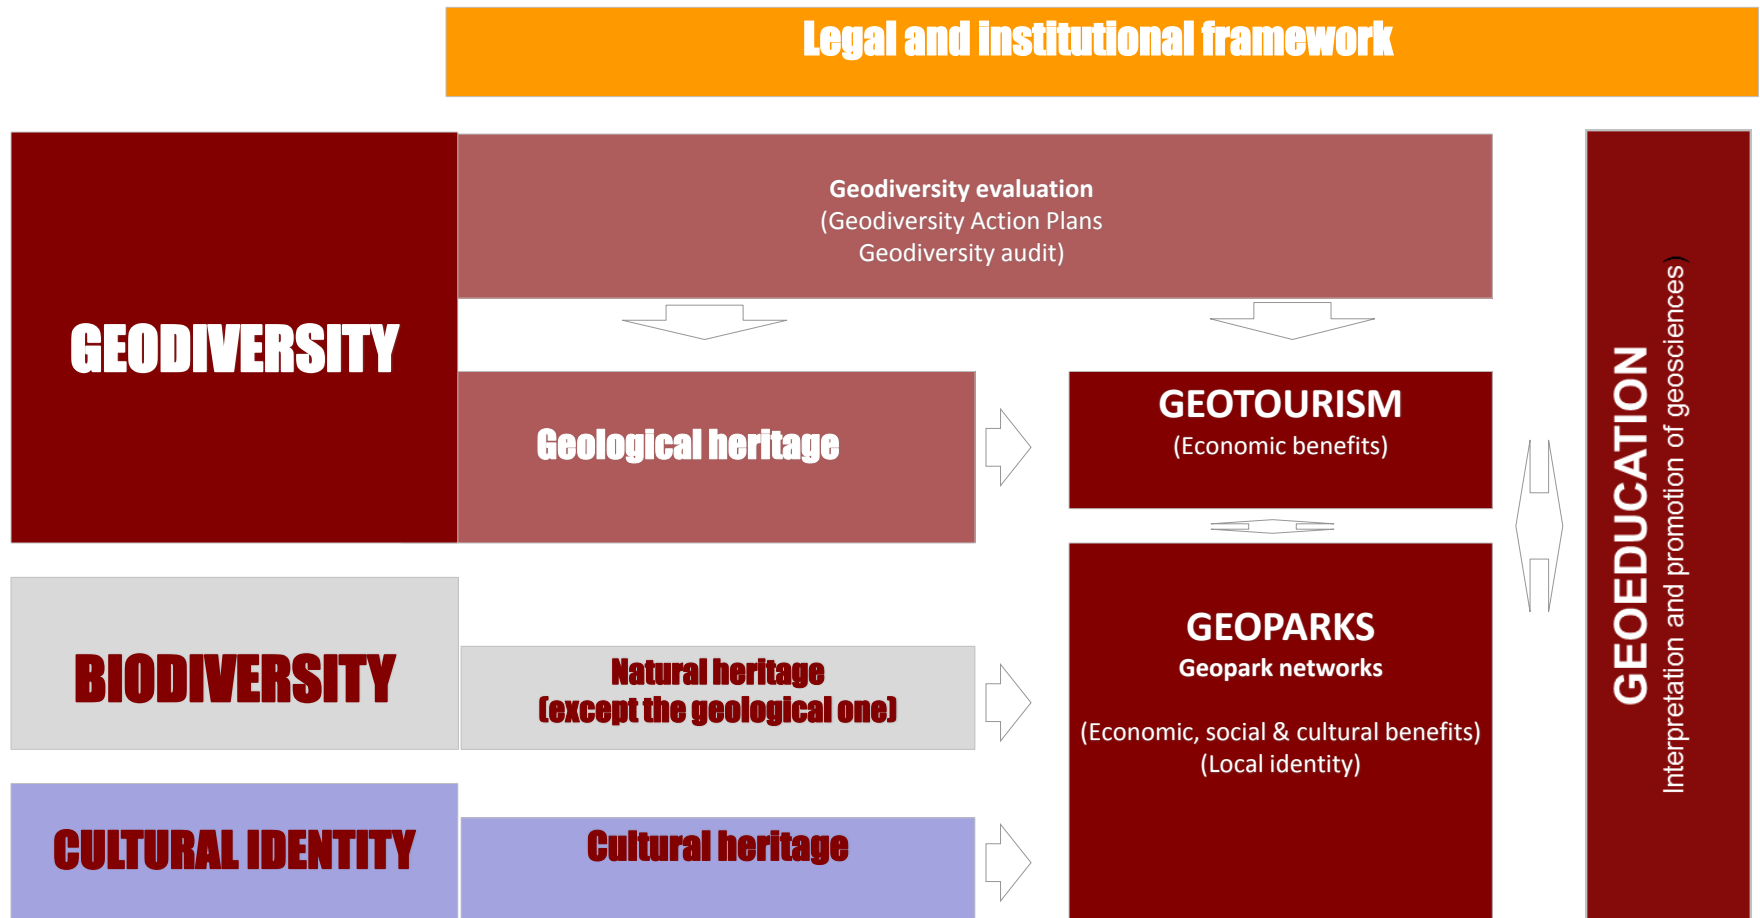 Legal and institutional framework
GEODIVERSITY
Geodiversity evaluation
(Geodiversity Action Plans
Geodiversity audit)
Geological heritage
GEOTOURISM
(Economic benefits)
BIODIVERSITY
Natural heritage
(except the geological one)
GEOPARKS
Geopark networks
(Economic, social & cultural benefits)
(Local identity)
CULTURAL IDENTITY
Cultural heritage
GEOEDUCATION
Interpretation and promotion of geosciences)